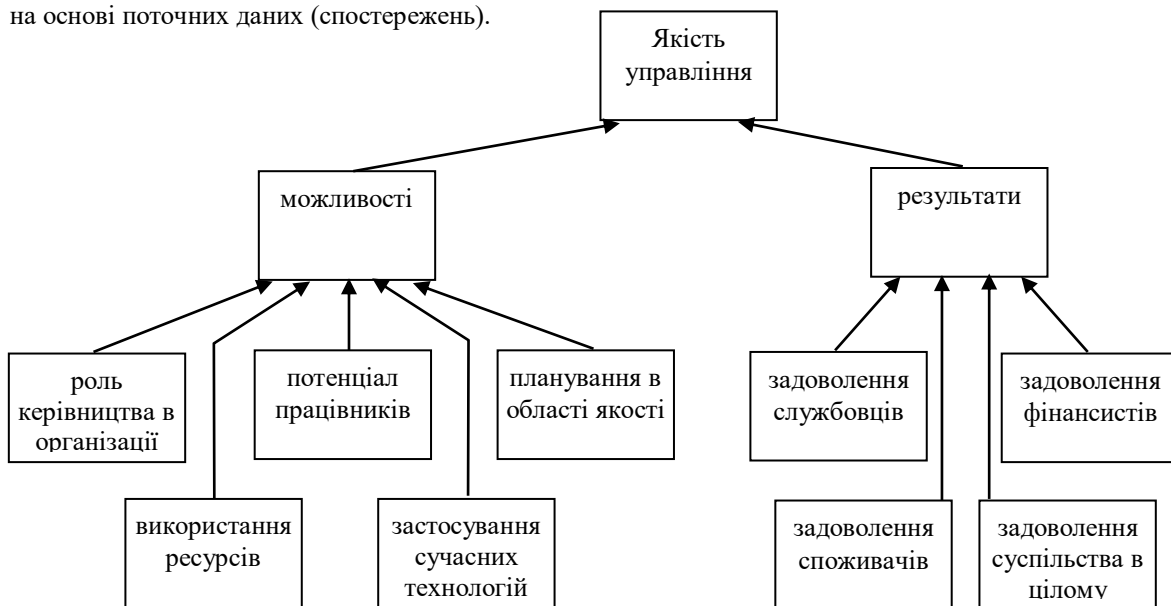 на основі поточних даних (спостережень).
Якість
управління
можливості
результати
роль
керівництва в
організації
потенціал
працівників
планування в
області якості
задоволення
службовців
задоволення
фінансистів
використання
ресурсів
застосування
сучасних
технологій
задоволення
споживачів
задоволення
суспільства в
цілому